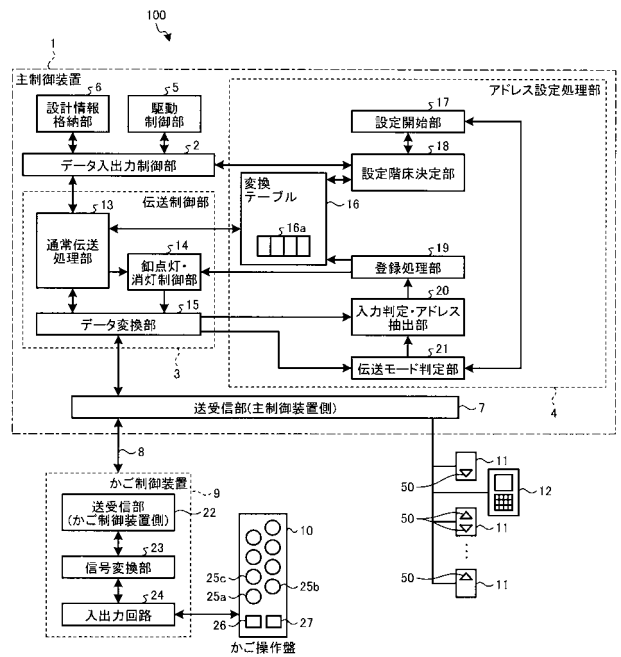 100
1
主制御装置
アドレス設定処理部
6
設計情報
格納部
5
駆動
制御部
17
設定開始部
2
データ入出力制御部
18
設定階床決定部
変換
テーブル
16
16a
伝送制御部
13
通常伝送
処理部
14
釦点灯・
消灯制御部
19
登録処理部
15
データ変換部
20
入力判定・アドレス
抽出部
3
21
伝送モード判定部
4
送受信部(主制御装置側)
7
8
かご制御装置
9
送受信部
(かご制御装置側)
22
23
信号変換部
24
入出力回路
10
25c
25a
25b
26
27
かご操作盤
50
11
12
50
11
50
11